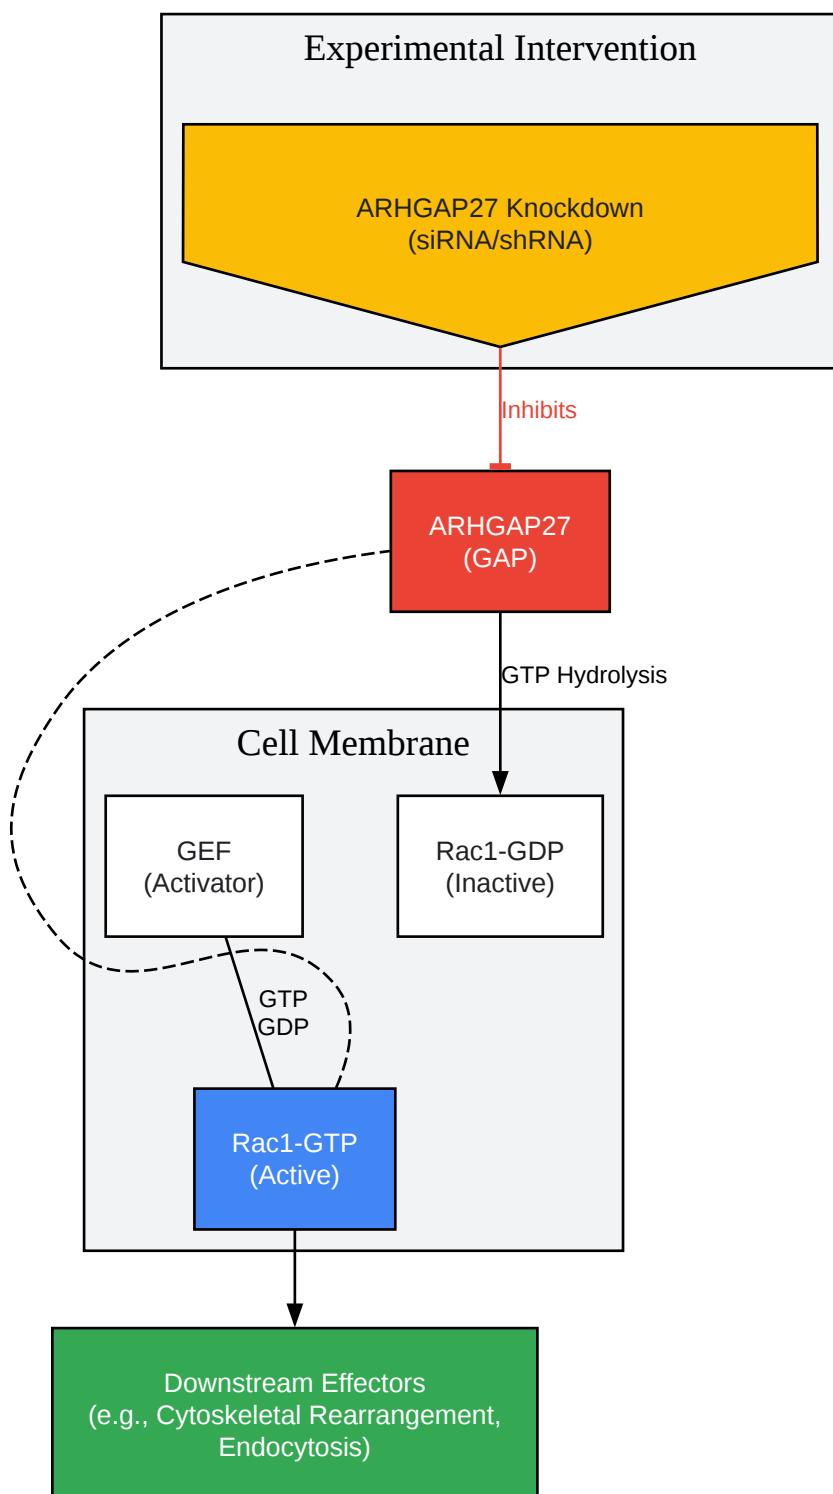 Experimental Intervention
ARHGAP27 Knockdown
(siRNA/shRNA)
Inhibits
ARHGAP27
(GAP)
GTP Hydrolysis
Cell Membrane
GEF
(Activator)
Rac1-GDP
(Inactive)
GTP
GDP
Rac1-GTP
(Active)
Downstream Effectors
(e.g., Cytoskeletal Rearrangement,
Endocytosis)